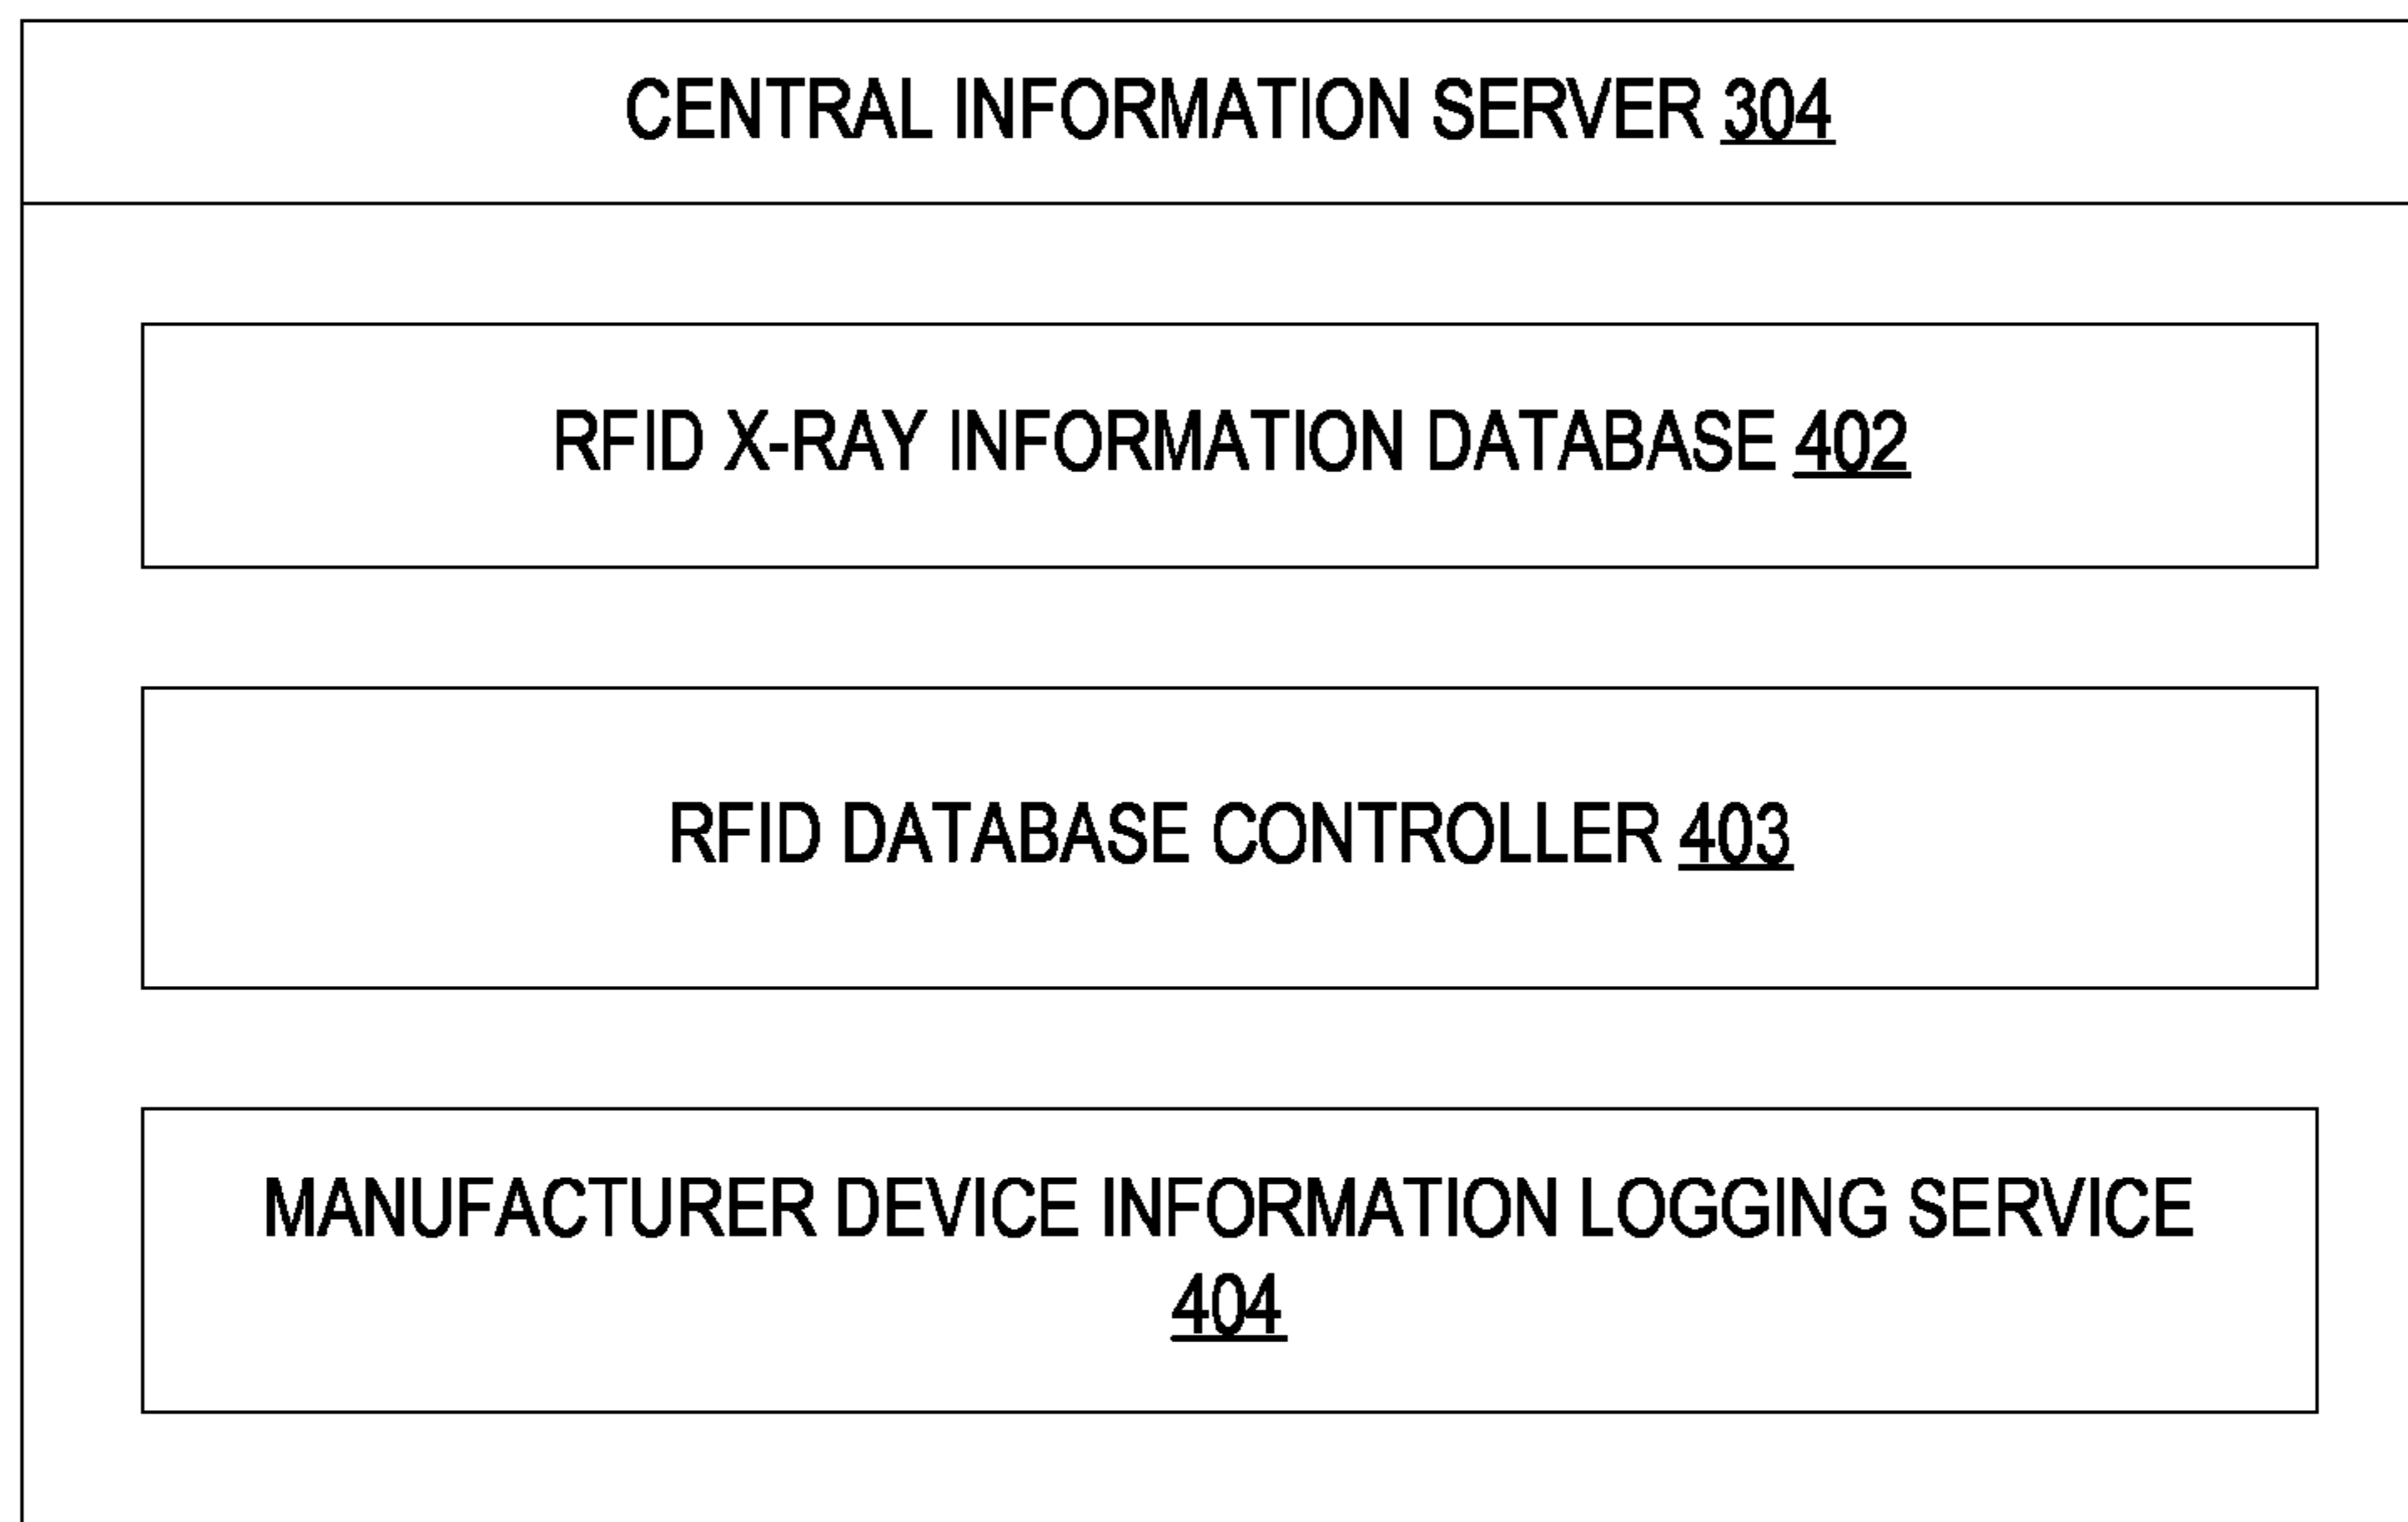 CENTRAL INFORMATION SERVER 304
RFID X-RAY INFORMATION DATABASE 402
RFID DATABASE CONTROLLER 403
MANUFACTURER DEVICE INFORMATION LOGGING SERVICE
404